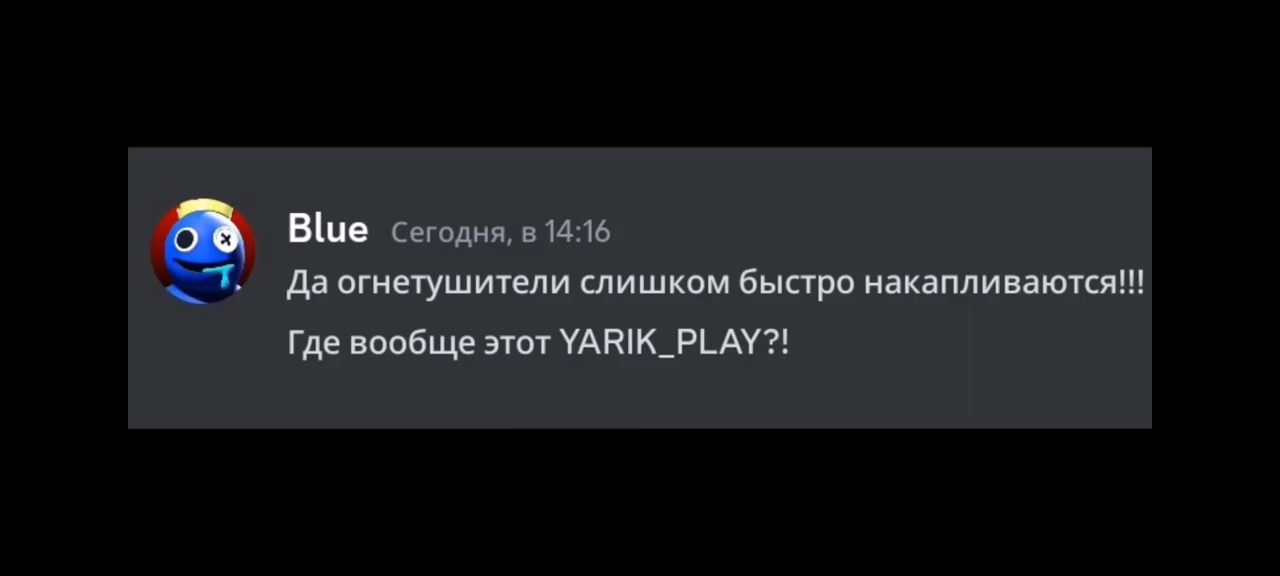 Blue Сегодня, в 14:16
Да огнетушители слишком быстро накапливаются!!!
Где вообще этот YARIK_PLAY?!